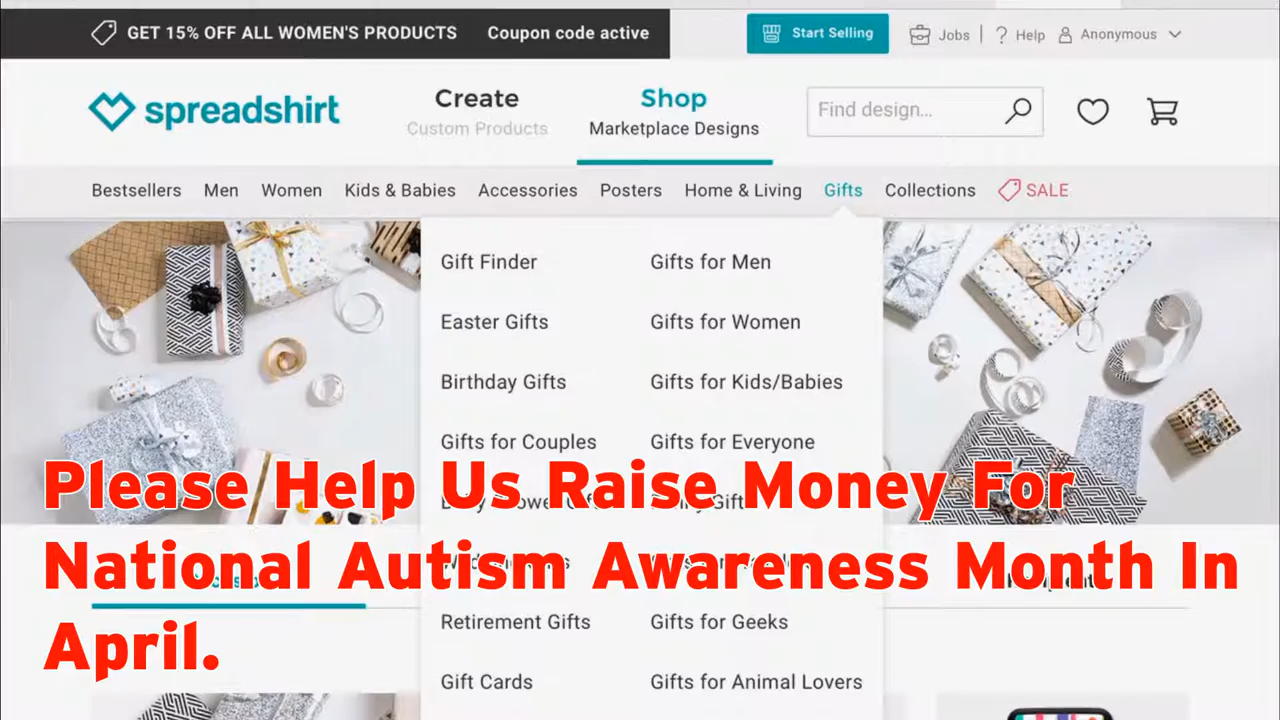 GET 15% OFF ALL WOMEN'S PRODUCTS Coupon code active
Start Selling Jobs Help Anonymous
spreadshirt
Create
Custom Products
Shop
Marketplace Designs
Find design...
Bestsellers Men Women Kids & Babies Accessories Posters Home & Living Gifts Collections SALE
Gift Finder Gifts for Men
Easter Gifts Gifts for Women
Birthday Gifts Gifts for Kids/Babies
Gifts for Couples Gifts for Everyone
Please Help Us Raise Money For
National Autism Awareness Month In
April.
Retirement Gifts Gifts for Geeks
Gift Cards Gifts for Animal Lovers